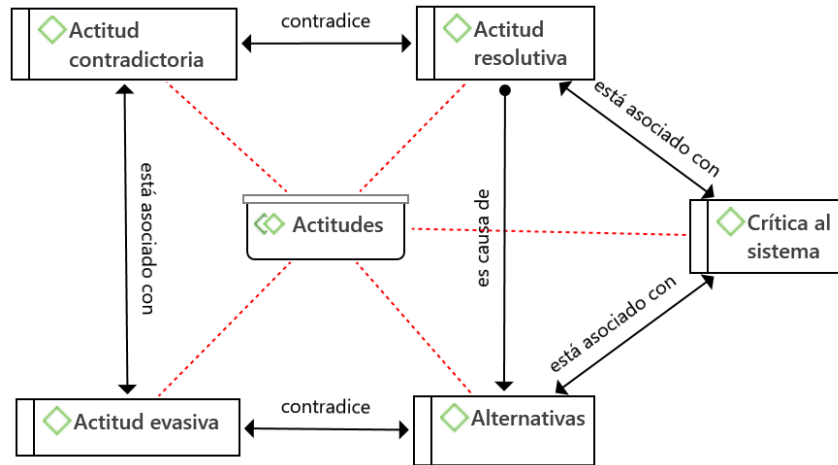 Actitud
contradictoria
contradice
Actitud
resolutiva
está asociado con
está asociado con
es causa de
Actitudes
Crítica al
sistema
está asociado con
Actitud evasiva
contradice
Alternativas